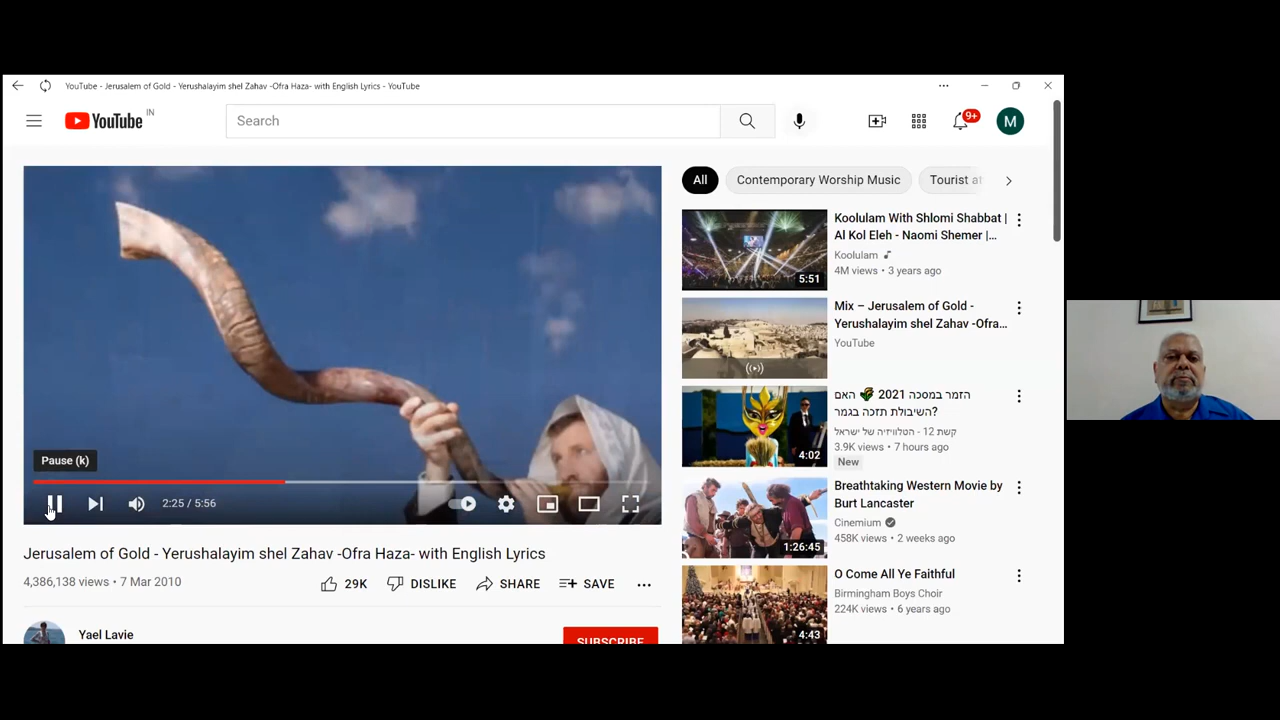 YouTube - Jerusalem of Gold - Yerushalayim shel Zahav -Ofra Haza- with English Lyrics - YouTube
YouTube IN
Search
9+
M
Pause (k)
2:25 / 5:56
Jerusalem of Gold - Yerushalayim shel Zahav -Ofra Haza- with English Lyrics
4,386,138 views • 7 Mar 2010
29K
DISLIKE
SHARE
SAVE
Yael Lavie
SUBSCRIBE
All
Contemporary Worship Music
Tourist at
5:51
Koolulam With Shlomi Shabbat |
Al Kol Eleh - Naomi Shemer |...
Koolulam
4M views • 3 years ago
Mix – Jerusalem of Gold -
Yerushalayim shel Zahav -Ofra...
YouTube
4:02
הזמר במסכה 2021 🌾 האם
השיבולת תזכה בגמר?
קשת 12 - הטלוויזיה של ישראל
3.9K views • 7 hours ago
New
1:26:45
Breathtaking Western Movie by
Burt Lancaster
Cinemium
458K views • 2 weeks ago
4:43
O Come All Ye Faithful
Birmingham Boys Choir
224K views • 6 years ago